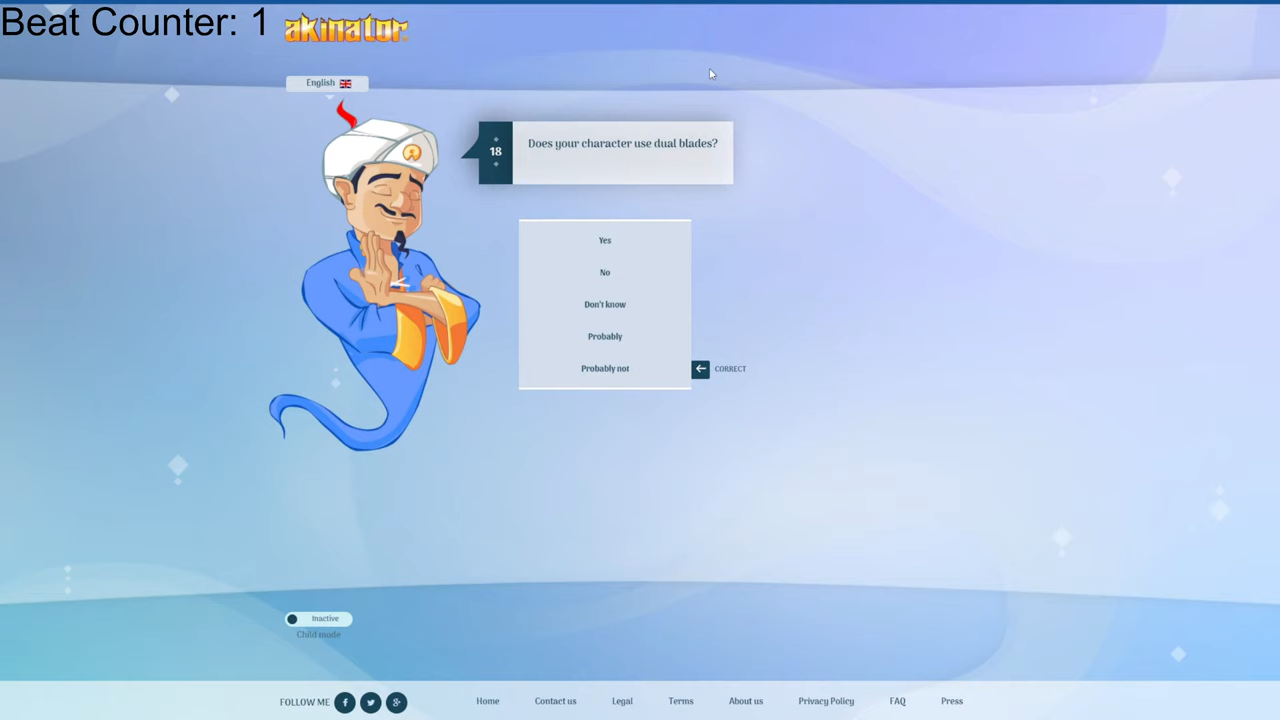 Beat Counter: 1
akinator
English
18
Does your character use dual blades?
Yes
No
Don't know
Probably
Probably not
CORRECT
Inactive
Child mode
FOLLOW ME
Home
Contact us
Legal
Terms
About us
Privacy Policy
FAQ
Press